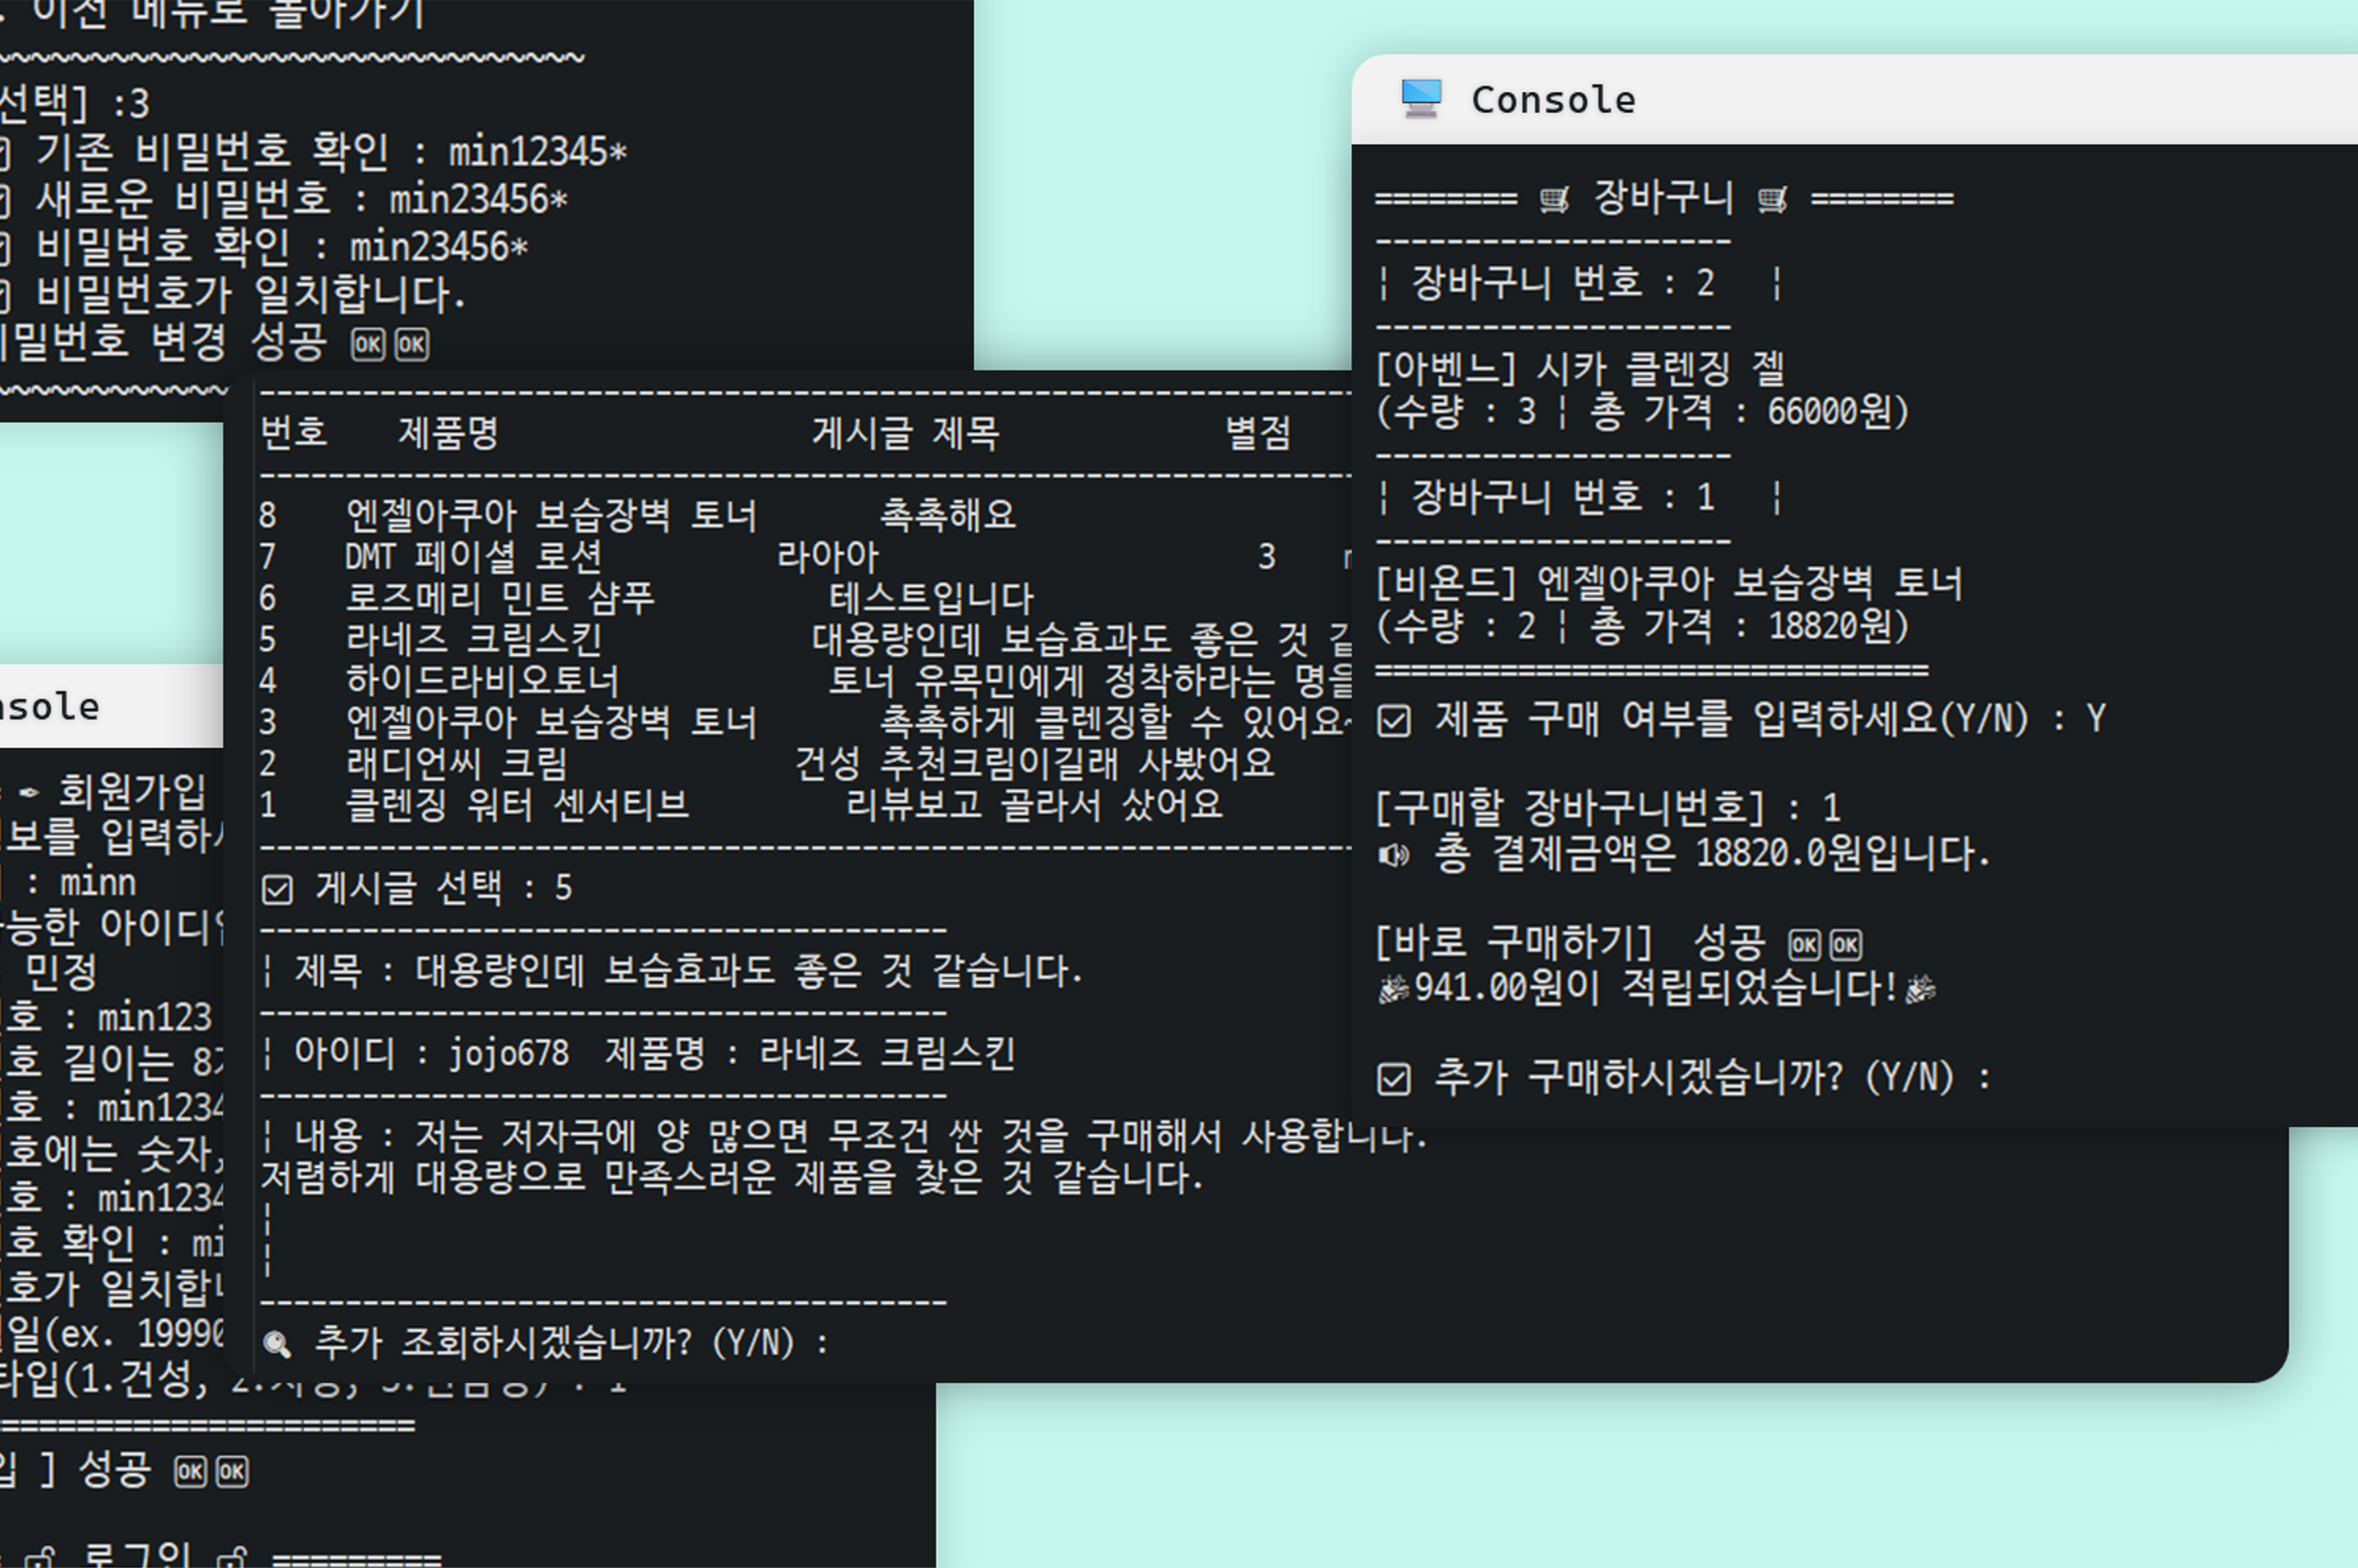 . 이전 메뉴로 돌아가기
~~~~~~~~~~~~~~~~~~~~~~~~~~~~~~
선택] :3
☑ 기존 비밀번호 확인 : min12345*
☑ 새로운 비밀번호 : min23456*
☑ 비밀번호 확인 : min23456*
☑ 비밀번호가 일치합니다.
비밀번호 변경 성공 🆗🆗
~~~~~~~~~~~~
----------------------------------------------------------------
번호 제품명 게시글 제목 별점
----------------------------------------------------------------
8 엔젤아쿠아 보습장벽 토너 촉촉해요
7 DMT 페이셜 로션 라아아 3
6 로즈메리 민트 샴푸 테스트입니다
5 라네즈 크림스킨 대용량인데 보습효과도 좋은 것
4 하이드라비오토너 토너 유목민에게 정착하라는 명을
3 엔젤아쿠아 보습장벽 토너 촉촉하게 클렌징할 수 있어요~
2 래디언씨 크림 건성 추천크림이길래 사봤어요
1 클렌징 워터 센서티브 리뷰보고 골라서 샀어요
----------------------------------------------------------------
☑ 게시글 선택 : 5
----------------------------------------
¦ 제목 : 대용량인데 보습효과도 좋은 것 같습니다.
----------------------------------------
¦ 아이디 : jojo678 제품명 : 라네즈 크림스킨
----------------------------------------
¦ 내용 : 저는 저자극에 양 많으면 무조건 싼 것을 구매해서 사용합니다.
저렴하게 대용량으로 만족스러운 제품을 찾은 것 같습니다.
¦
¦
----------------------------------------
🔍 추가 조회하시겠습니까? (Y/N) :
🖥 Console
======== 🛒 장바구니 🛒 ========
--------------------
¦ 장바구니 번호 : 2 ¦
--------------------
[아벤느] 시카 클렌징 젤
(수량 : 3 ¦ 총 가격 : 66000원)
--------------------
¦ 장바구니 번호 : 1 ¦
--------------------
[비욘드] 엔젤아쿠아 보습장벽 토너
(수량 : 2 ¦ 총 가격 : 18820원)
===============================
☑ 제품 구매 여부를 입력하세요(Y/N) : Y
[구매할 장바구니번호] : 1
🔊 총 결제금액은 18820.0원입니다.
[바로 구매하기] 성공 🆗🆗
🎉941.00원이 적립되었습니다!🎉
☑ 추가 구매하시겠습니까? (Y/N) :
nsole
✒ 회원가입
보를 입력하
: minn
능한 아이디
: 민정
호 : min123
호 길이는 8
호 : min1234
호에는 숫자,
호 : min1234
호 확인 : mi
호가 일치합니
일(ex. 19990
타입(1.건성,
======================
입 ] 성공 🆗🆗
🔓 로그인 🔓 =========